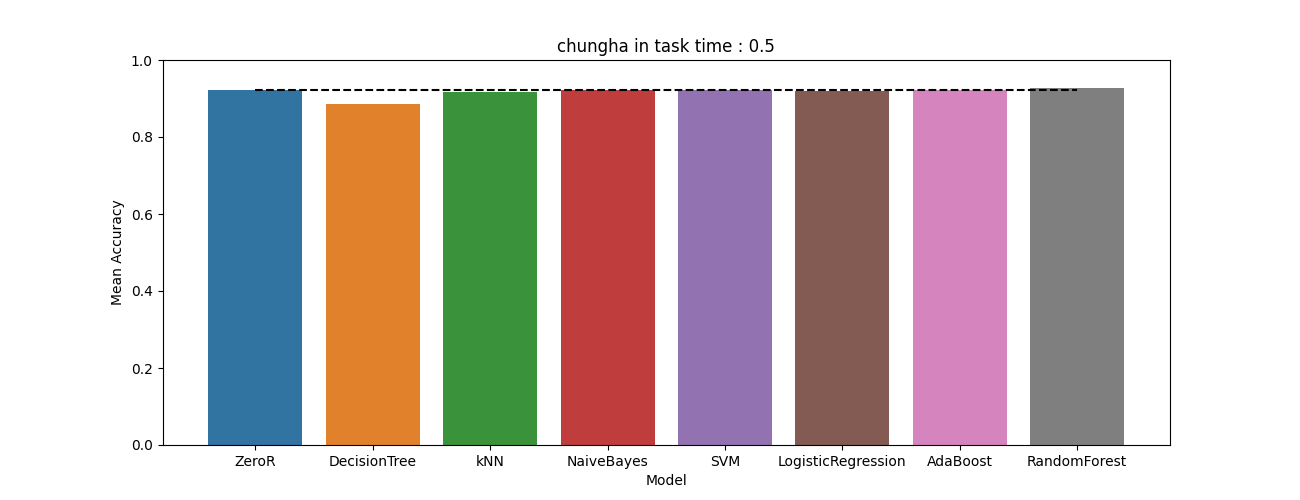 chungha in task time : 0.5
1.0
0.8
0.6
0.4
0.2
0.0
Mean Accuracy
ZeroR DecisionTree kNN NaiveBayes SVM LogisticRegression AdaBoost RandomForest
Model